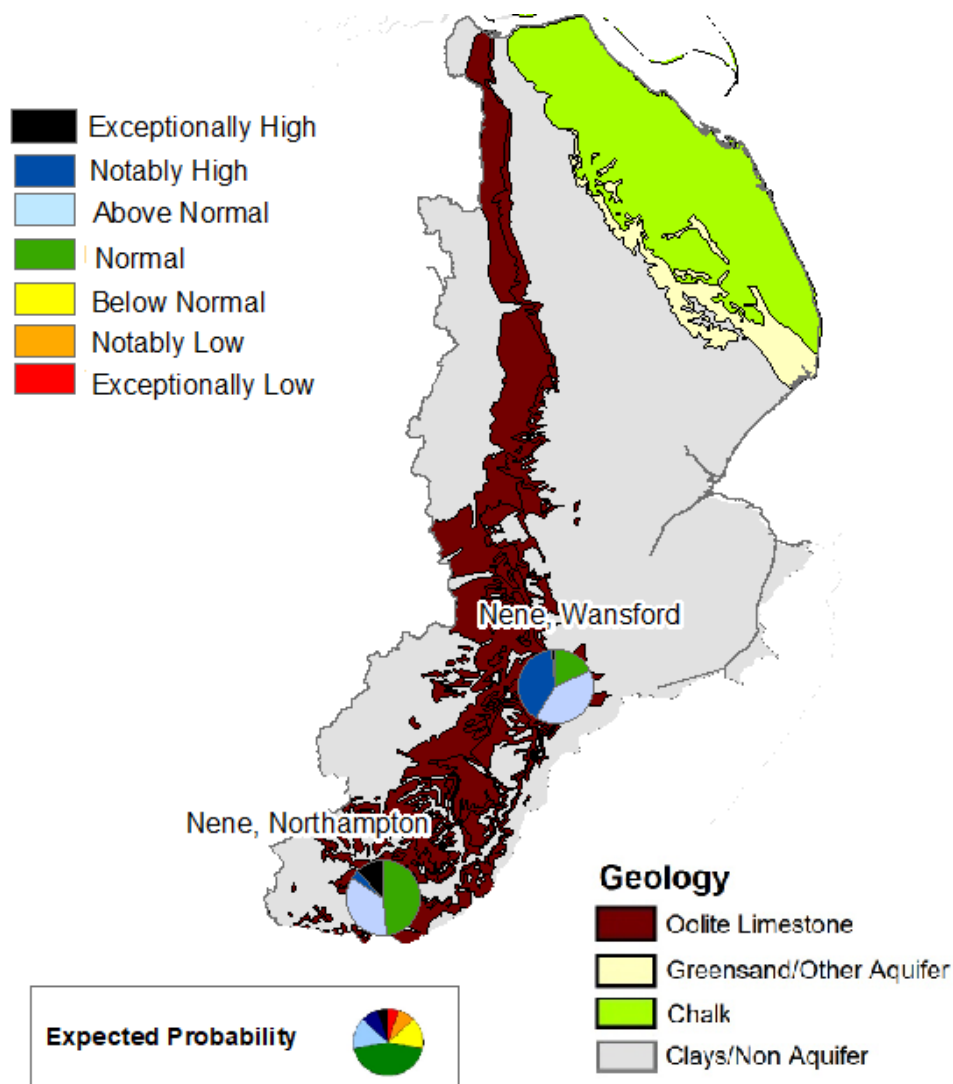 Exceptionally High
Notably High
Above Normal
Normal
Below Normal
Notably Low
Exceptionally Low
Nene, Wansford
Nene, Northampton
Geology
Oolite Limestone
Greensand/Other Aquifer
Chalk
Clays/Non Aquifer
Expected Probability